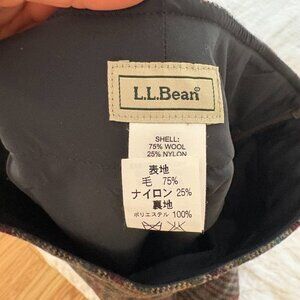 L.L.Bean®
SHELL:
75% WOOL
25% NYLON
表地
毛 75%
ナイロン 25%
裏地
ポリエステル 100%